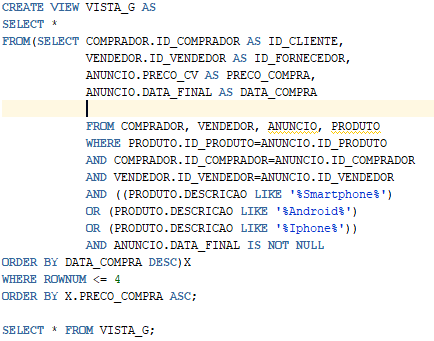 CREATE VIEW VISTA_G AS
SELECT *
FROM(SELECT COMPRADOR.ID_COMPRADOR AS ID_CLIENTE,
VENDEDOR.ID_VENDEDOR AS ID_FORNECEDOR,
ANUNCIO.PRECO_CV AS PRECO_COMPRA,
ANUNCIO.DATA_FINAL AS DATA_COMPRA
FROM COMPRADOR, VENDEDOR, ANUNCIO, PRODUTO
WHERE PRODUTO.ID_PRODUTO=ANUNCIO.ID_PRODUTO
AND COMPRADOR.ID_COMPRADOR=ANUNCIO.ID_COMPRADOR
AND VENDEDOR.ID_VENDEDOR=ANUNCIO.ID_VENDEDOR
AND ((PRODUTO.DESCRICAO LIKE '%Smartphone%')
OR (PRODUTO.DESCRICAO LIKE '%Android%')
OR (PRODUTO.DESCRICAO LIKE '%Iphone%'))
AND ANUNCIO.DATA_FINAL IS NOT NULL
ORDER BY DATA_COMPRA DESC)X
WHERE ROWNUM <= 4
ORDER BY X.PRECO_COMPRA ASC;
SELECT * FROM VISTA_G;